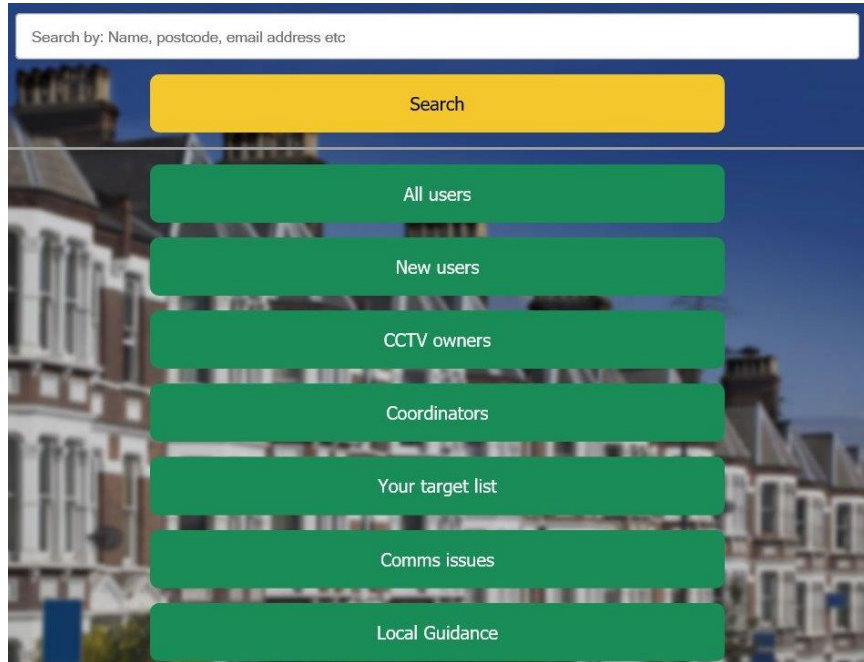 Search by: Name, postcode, email address etc
Search
All users
New users
CCTV owners
Coordinators
Your target list
Comms issues
Local Guidance